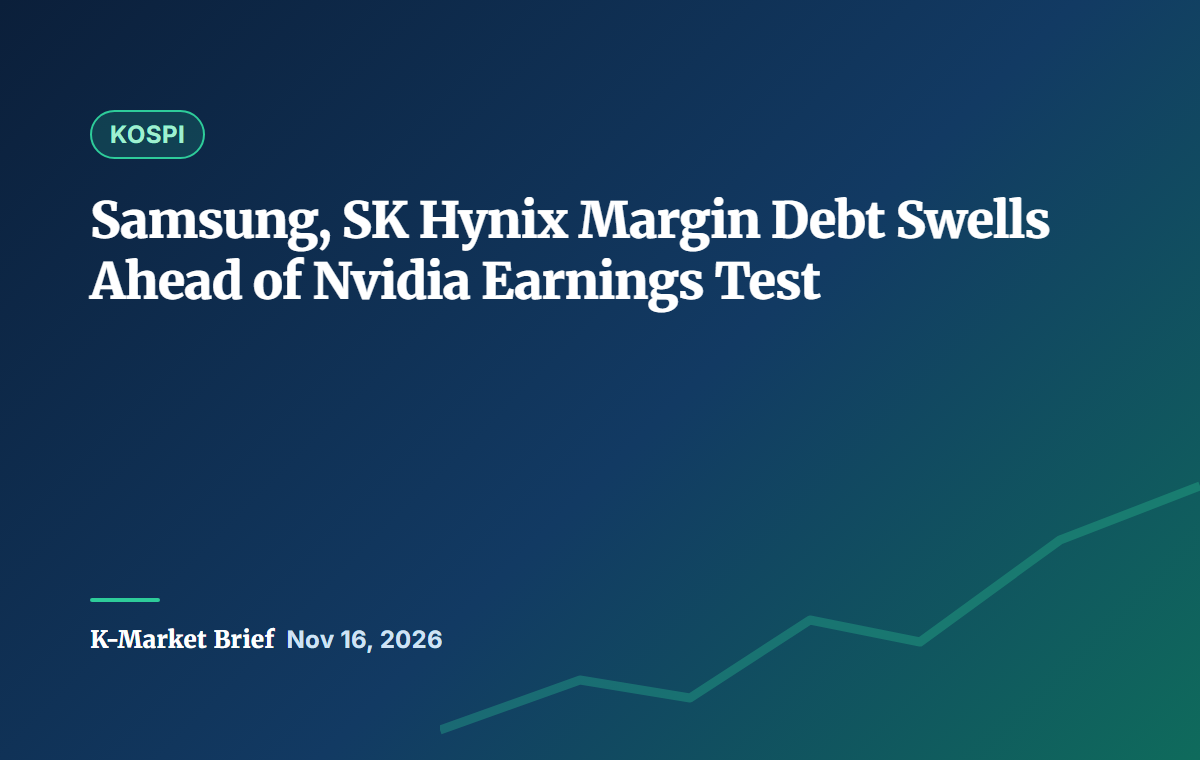 KOSPI
Samsung, SK Hynix Margin Debt Swells
Ahead of Nvidia Earnings Test
K-Market Brief Nov 16, 2026